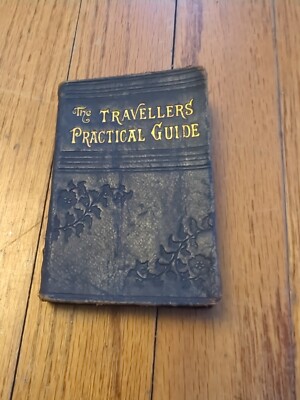 The TRAVELLERS
PRACTICAL GUIDE